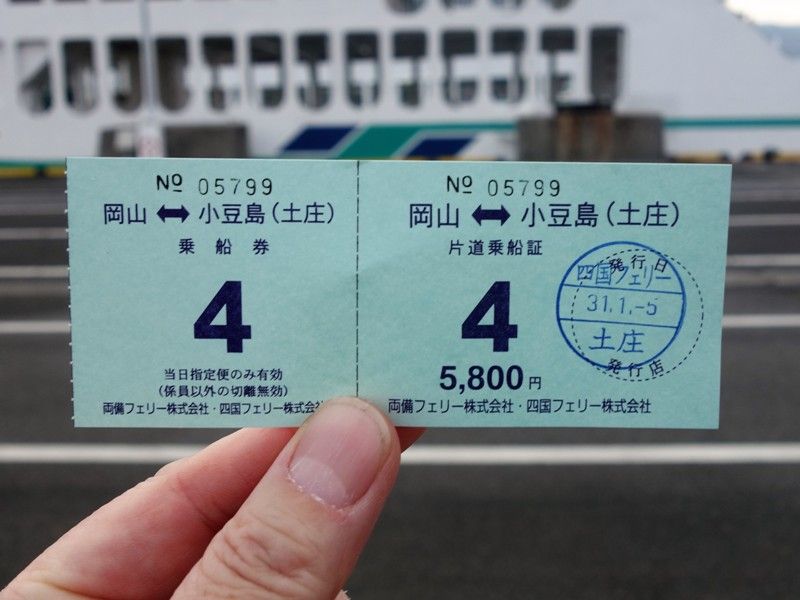 № 05799
岡山 ⬌ 小豆島(土庄)
乗船券
4
当日指定便のみ有効
(係員以外の切離無効)
両備フェリー株式会社・四国フェリー株式会
№ 05799
岡山 ⬌ 小豆島(土庄)
片道乗船証
4
5,800円
両備フェリー株式会社・四国フェリー株式会社
発行日
四国フェリー
31.1.-5
土庄
発行店